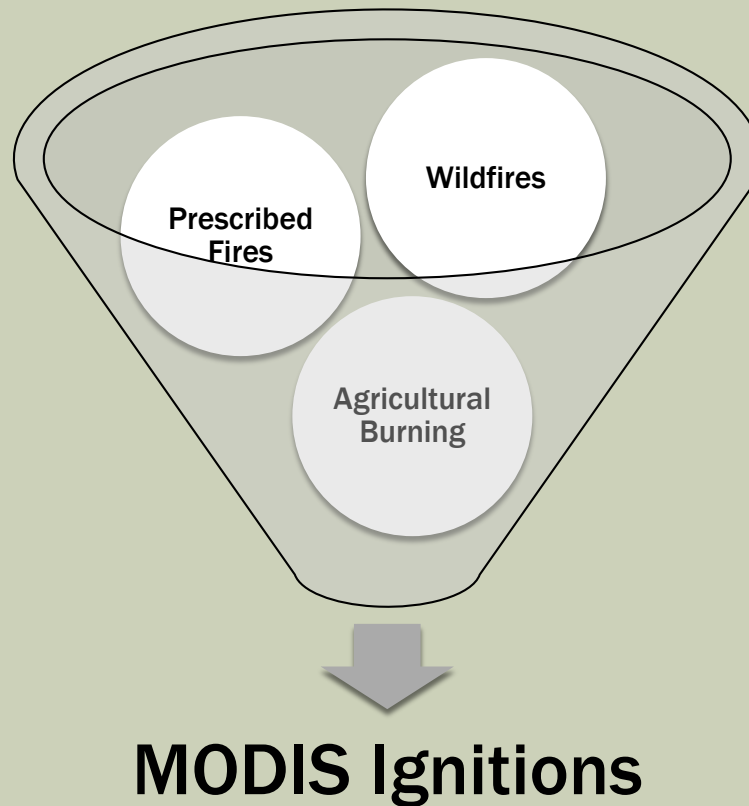 Wildfires
Prescribed
Fires
Agricultural
Burning
MODIS Ignitions